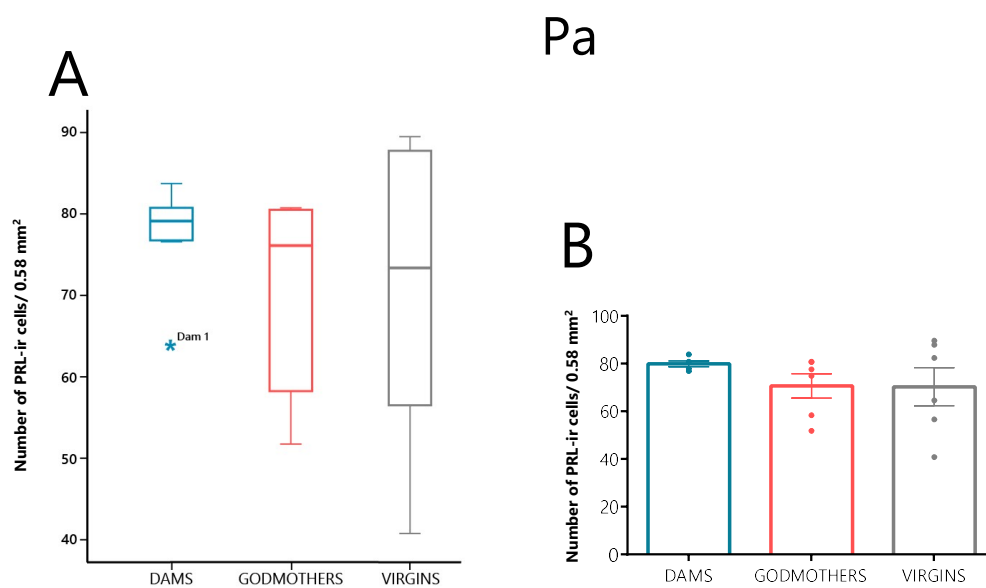 Pa
A
Number of PRL-ir cells/ 0.58 mm²
90
80
70
60
50
40
* Dam 1
DAMS
GODMOTHERS
VIRGINS
B
Number of PRL-ir cells/ 0.58 mm²
100
80
60
40
20
0
DAMS
GODMOTHERS
VIRGINS